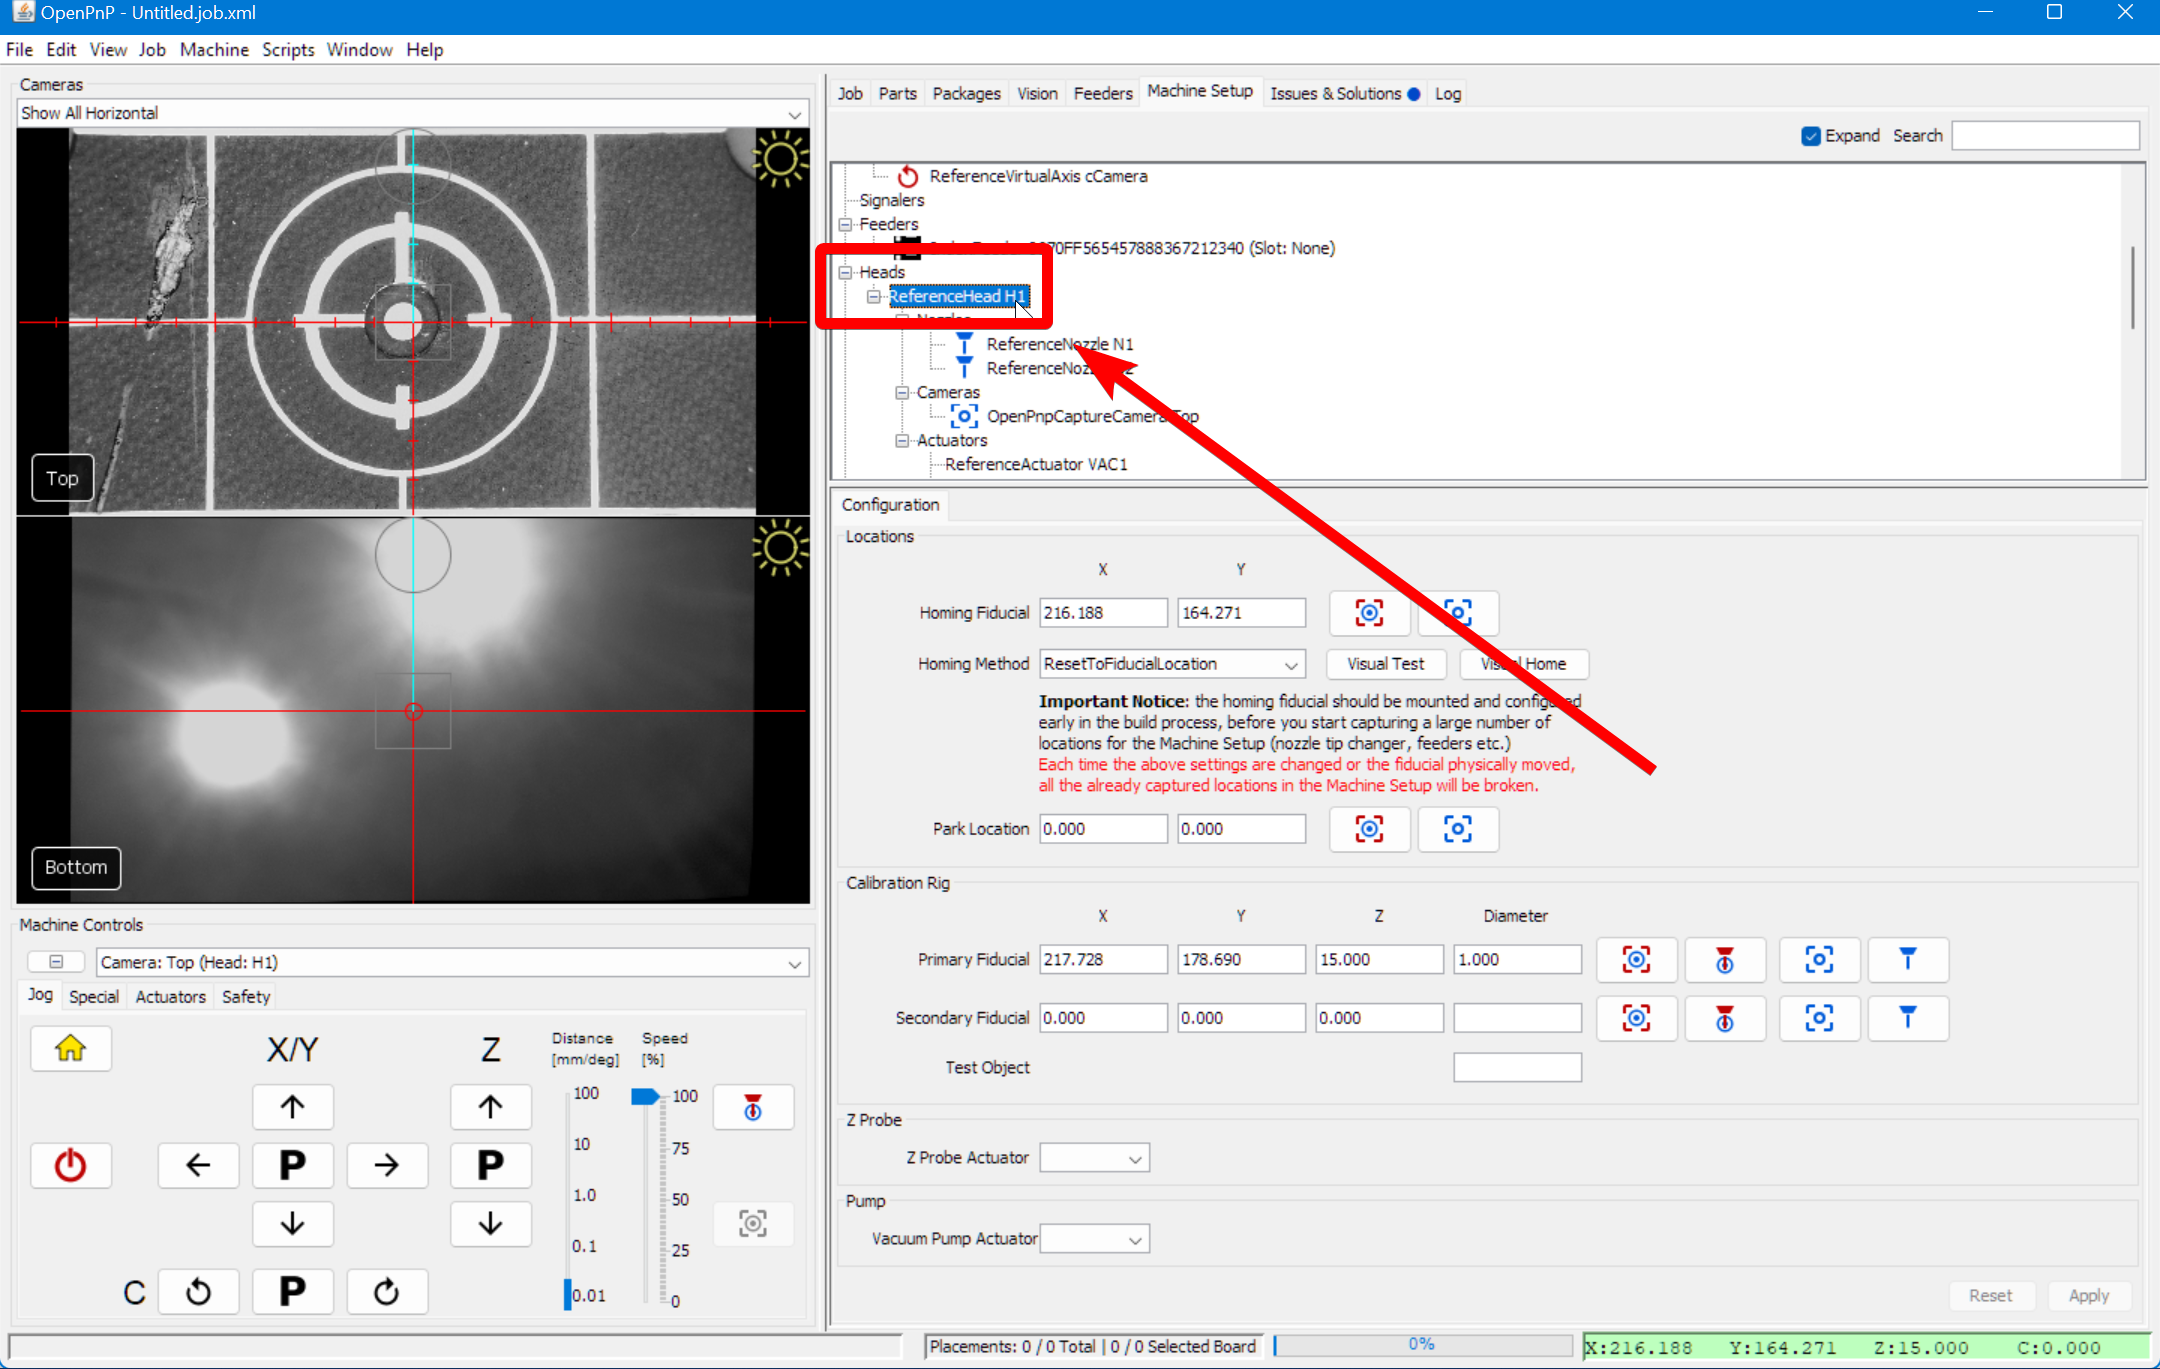 OpenPnP - Untitled.job.xml
File Edit View Job Machine Scripts Window Help
Cameras
Show All Horizontal
Top
Bottom
Machine Controls
Camera: Top (Head: H1)
Jog Special Actuators Safety
X/Y
Z
Distance [mm/deg]
Speed [%]
100
10
1.0
0.1
0.01
100
75
50
25
0
P
P
C
P
Job Parts Packages Vision Feeders Machine Setup Issues & Solutions Log
Expand Search
ReferenceVirtualAxis cCamera
Signalers
Feeders
70FF565457888367212340 (Slot: None)
Heads
ReferenceHead H1
Nozzles
ReferenceNozzle N1
ReferenceNozz
Cameras
OpenPnpCaptureCamera Top
Actuators
ReferenceActuator VAC1
Configuration
Locations
X Y
Homing Fiducial 216.188 164.271
Homing Method ResetToFiducialLocation Visual Test Visual Home
Important Notice: the homing fiducial should be mounted and configured
early in the build process, before you start capturing a large number of
locations for the Machine Setup (nozzle tip changer, feeders etc.)
Each time the above settings are changed or the fiducial physically moved,
all the already captured locations in the Machine Setup will be broken.
Park Location 0.000 0.000
Calibration Rig
X Y Z Diameter
Primary Fiducial 217.728 178.690 15.000 1.000
Secondary Fiducial 0.000 0.000 0.000
Test Object
Z Probe
Z Probe Actuator
Pump
Vacuum Pump Actuator
Reset Apply
Placements: 0 / 0 Total | 0 / 0 Selected Board
0%
X:216.188 Y:164.271 Z:15.000 C:0.000